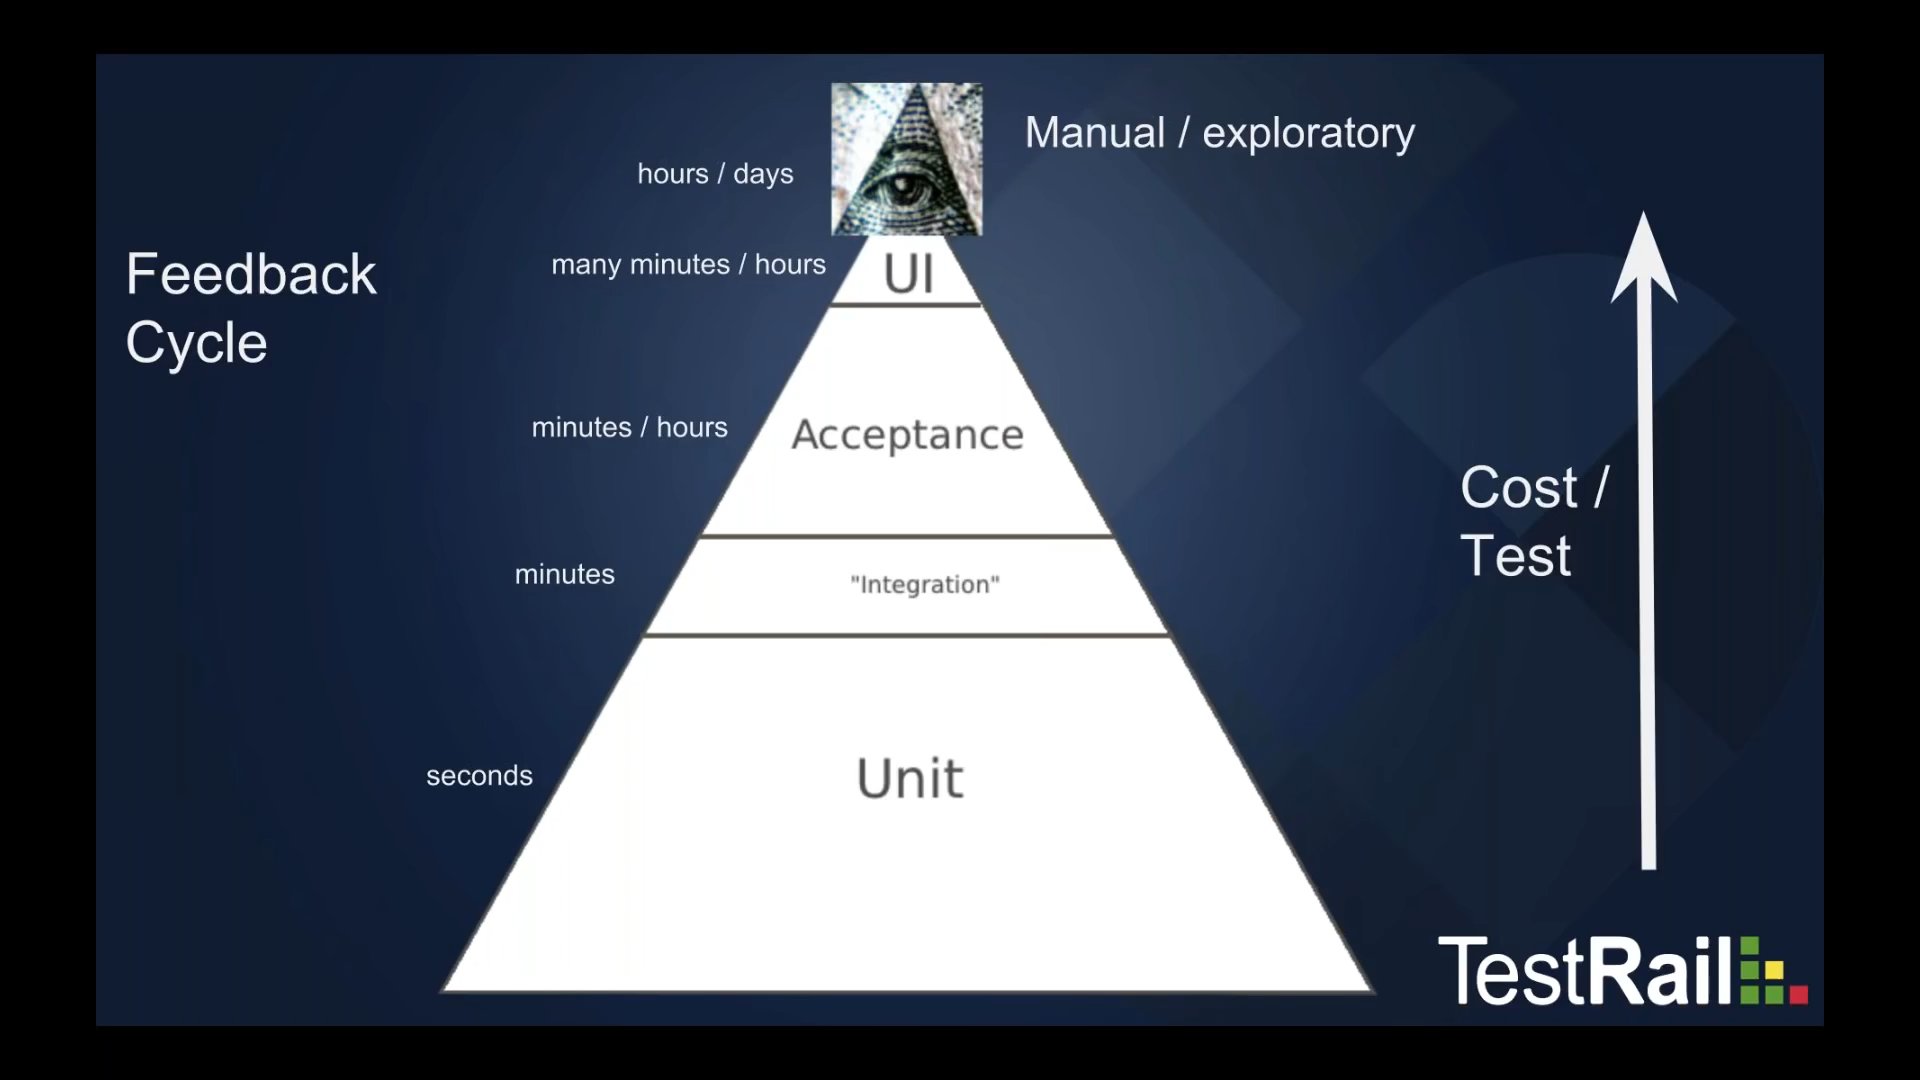 Manual / exploratory
hours / days
many minutes / hours
UI
Feedback
Cycle
minutes / hours
Acceptance
Cost /
Test
minutes
"Integration"
seconds
Unit
TestRail